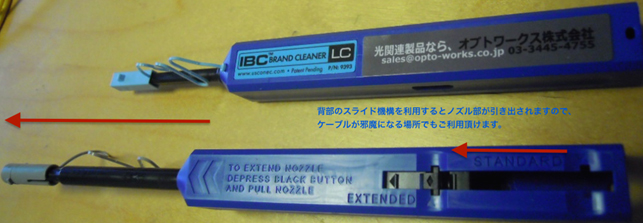 IBC™
BRAND CLEANER LC
www.usconec.com • Patent Pending P/N: 9393
光関連製品なら、オプトワークス株式会社
sales@opto-works.co.jp 03-3445-4755
背部のスライド機構を利用するとノズル部が引き出されますので、
ケーブルが邪魔になる場所でもご利用頂けます。
STANDARD
TO EXTEND NOZZLE
DEPRESS BLACK BUTTON
AND PULL NOZZLE
EXTENDED